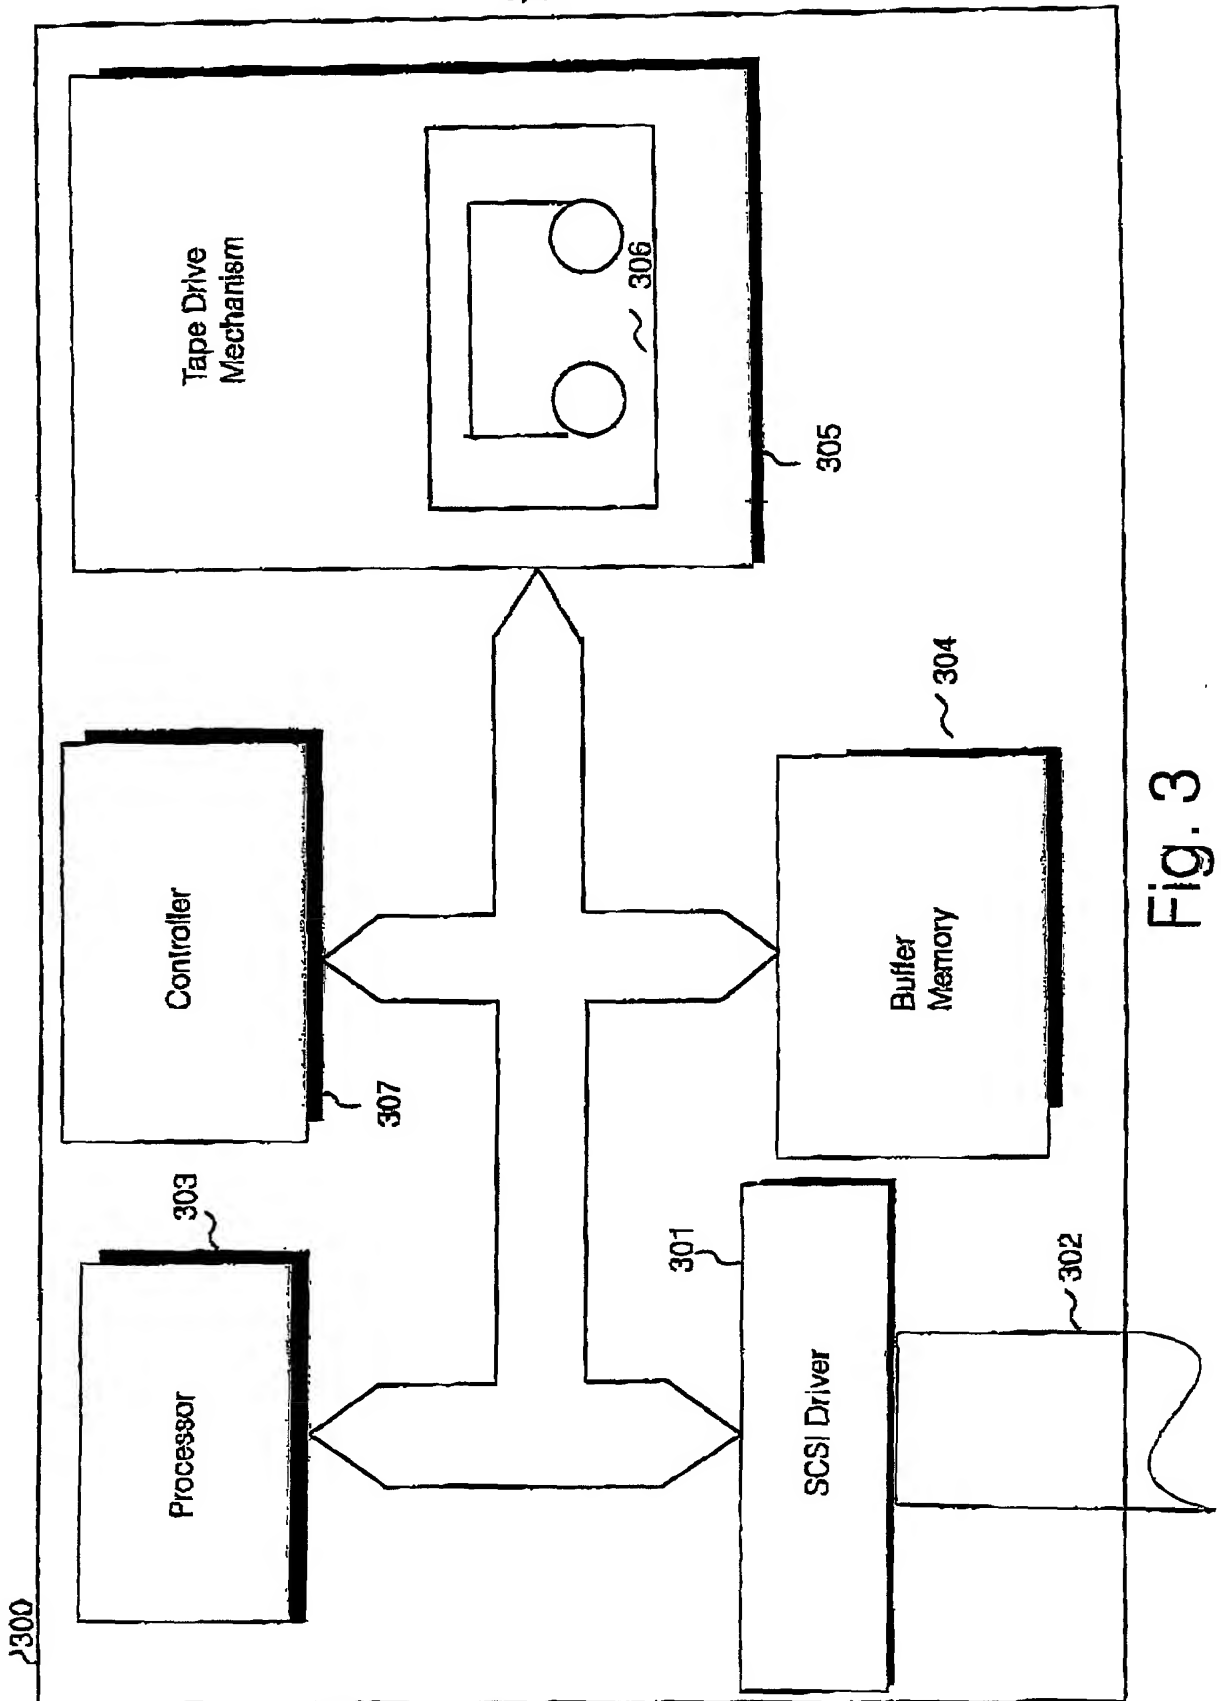 300
Processor
303
Controller
307
Tape Drive
Mechanism
306
305
301
SCSI Driver
302
Buffer
Memory
304
Fig. 3